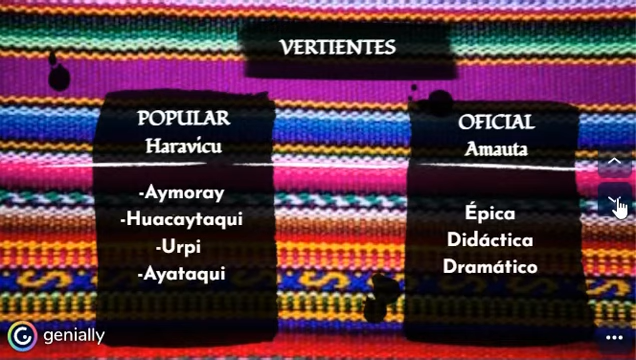 VERTIENTES
POPULAR
Haravicu
-Aymoray
-Huacaytaqui
-Urpi
-Ayataqui
OFICIAL
Amauta
Épica
Didáctica
Dramático
genially